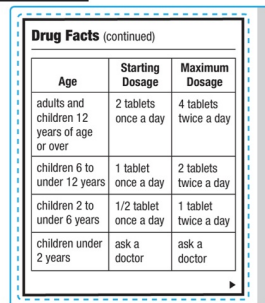 Drug Facts (continued)
Age
Starting Dosage
Maximum Dosage
adults and children 12 years of age or over
2 tablets once a day
4 tablets twice a day
children 6 to under 12 years
1 tablet once a day
2 tablets twice a day
children 2 to under 6 years
1/2 tablet once a day
1 tablet twice a day
children under 2 years
ask a doctor
ask a doctor